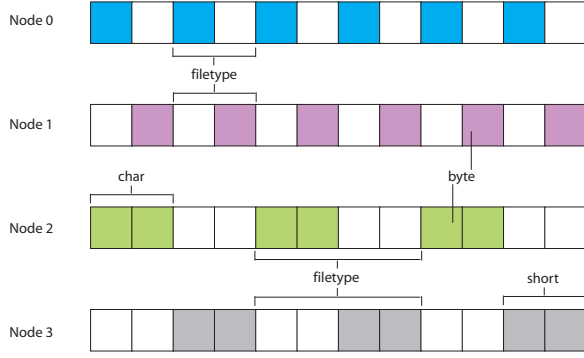 Node 0
filetype
Node 1
char
byte
Node 2
filetype
short
Node 3